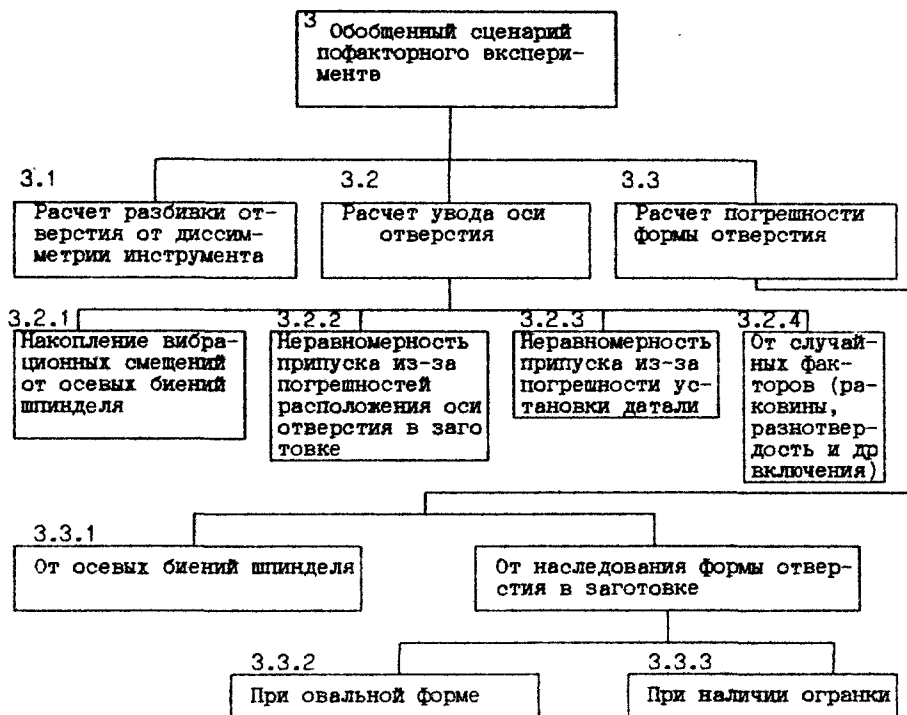 3
Обобщенный сценарий
пофакторного экспери-
менте
3.1
Расчет разбивки от-
верстия от диссим-
метрии инструмента
3.2
Расчет увода оси
отверстия
3.3
Расчет погрешности
формы отверстия
3.2.1
Накопление вибра-
ционных смещений
от осевых биений
шпинделя
3.2.2
Неравномерность
припуска из-за
погрешностей
расположения оси
отверстия в заго
товке
3.2.3
Неравномерность
припуска из-за
погрешности ус-
тановки датали
3.2.4
От случай-
ных фак-
торов (ра-
ковины,
разнотвер-
дость и др
включения)
3.3.1
От осевых биений шпинделя
От наследования формы отвер-
стия в заготовке
3.3.2
При овальной форме
3.3.3
При наличии огранки